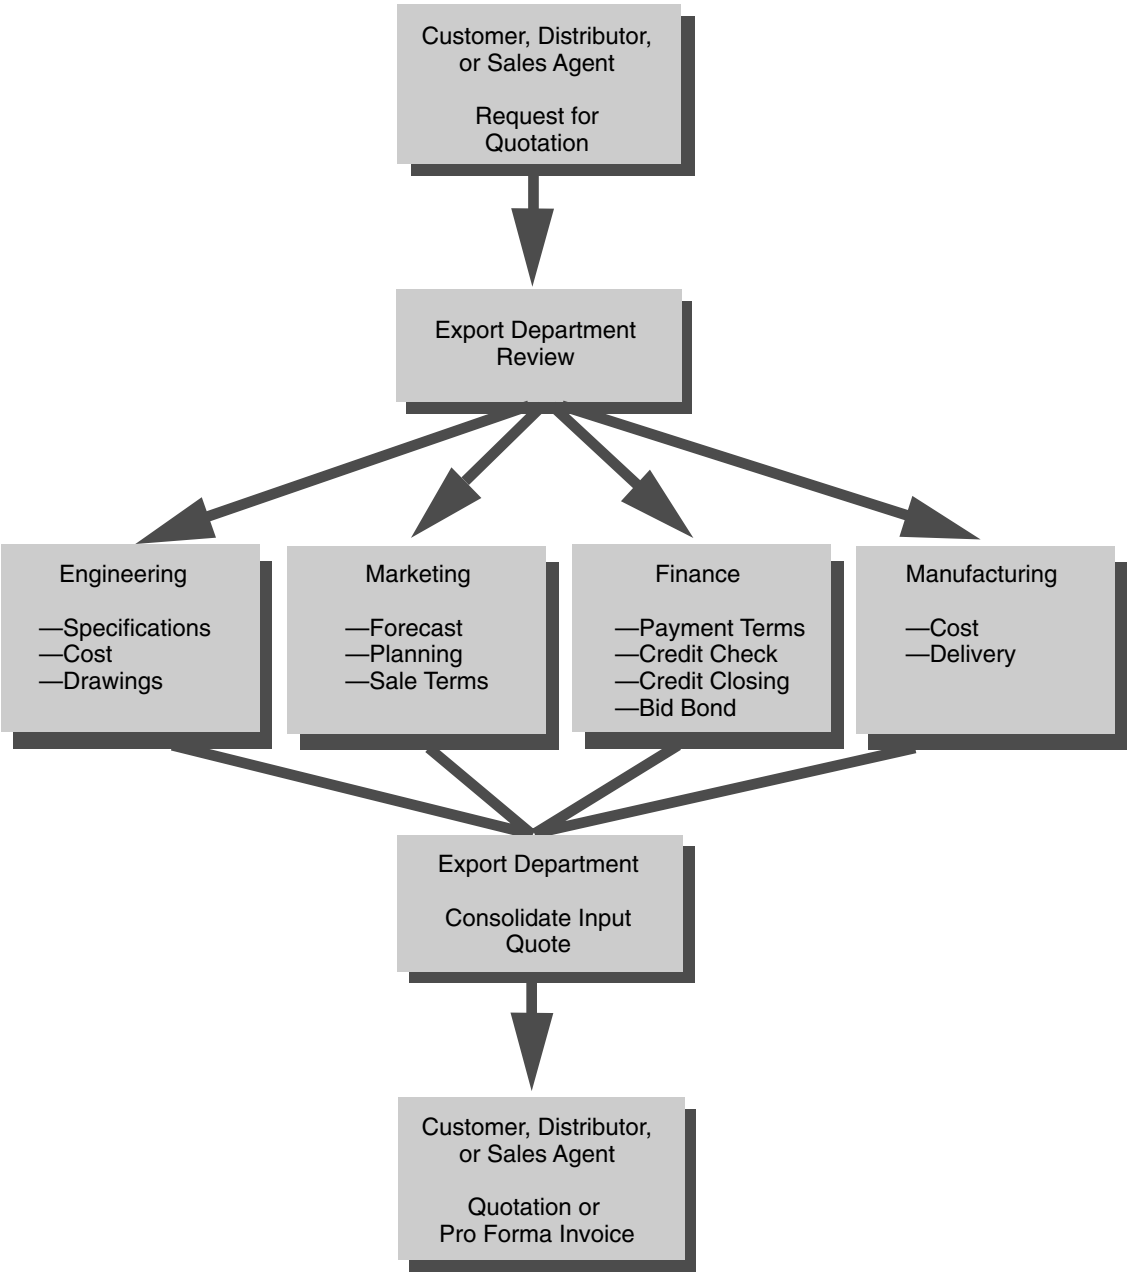 Customer, Distributor,
or Sales Agent
Request for
Quotation
Export Department
Review
Engineering
—Specifications
—Cost
—Drawings
Marketing
—Forecast
—Planning
—Sale Terms
Finance
—Payment Terms
—Credit Check
—Credit Closing
—Bid Bond
Manufacturing
—Cost
—Delivery
Export Department
Consolidate Input
Quote
Customer, Distributor,
or Sales Agent
Quotation or
Pro Forma Invoice